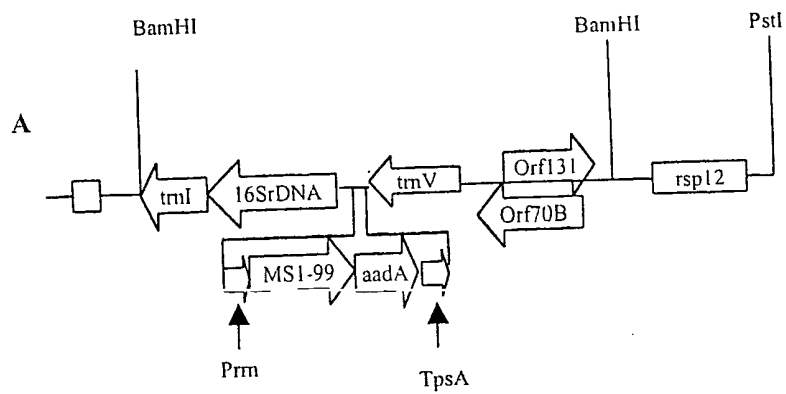 BamHI
BamHI
PstI
A
trnI
16SrDNA
trnV
Orf131
rsp12
Orf70B
MS1-99
aadA
Prrn
TpsA